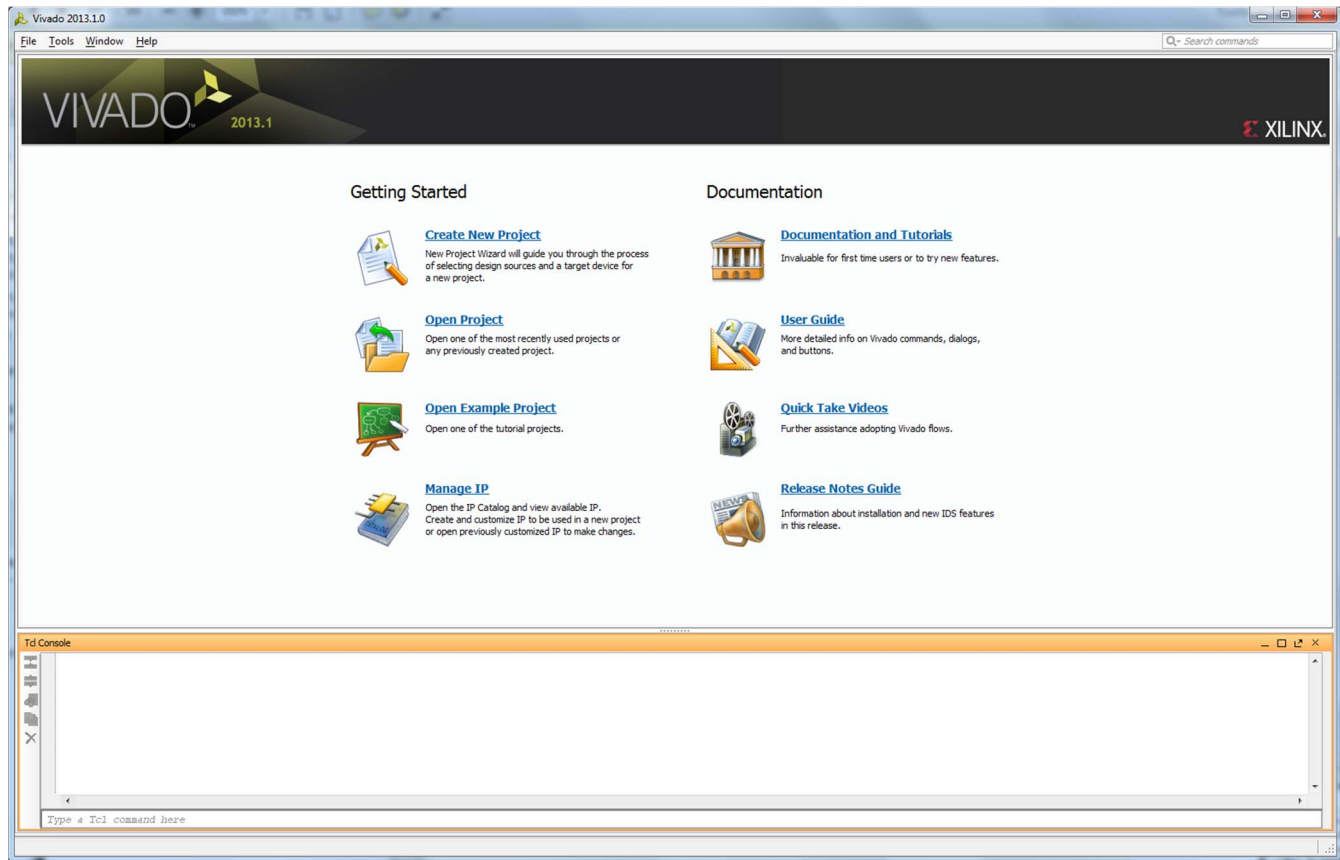 Vivado 2013.1.0
File Tools Window Help
Search commands
VIVADO™ 2013.1
XILINX
Getting Started
Documentation
Create New Project
New Project Wizard will guide you through the process
of selecting design sources and a target device for
a new project.
Documentation and Tutorials
Invaluable for first time users or to try new features.
Open Project
Open one of the most recently used projects or
any previously created project.
User Guide
More detailed info on Vivado commands, dialogs,
and buttons.
Open Example Project
Open one of the tutorial projects.
Quick Take Videos
Further assistance adopting Vivado flows.
Manage IP
Open the IP Catalog and view available IP.
Create and customize IP to be used in a new project
or open previously customized IP to make changes.
Release Notes Guide
NEWS
Information about installation and new IDS features
in this release.
Tcl Console
Type a Tcl command here